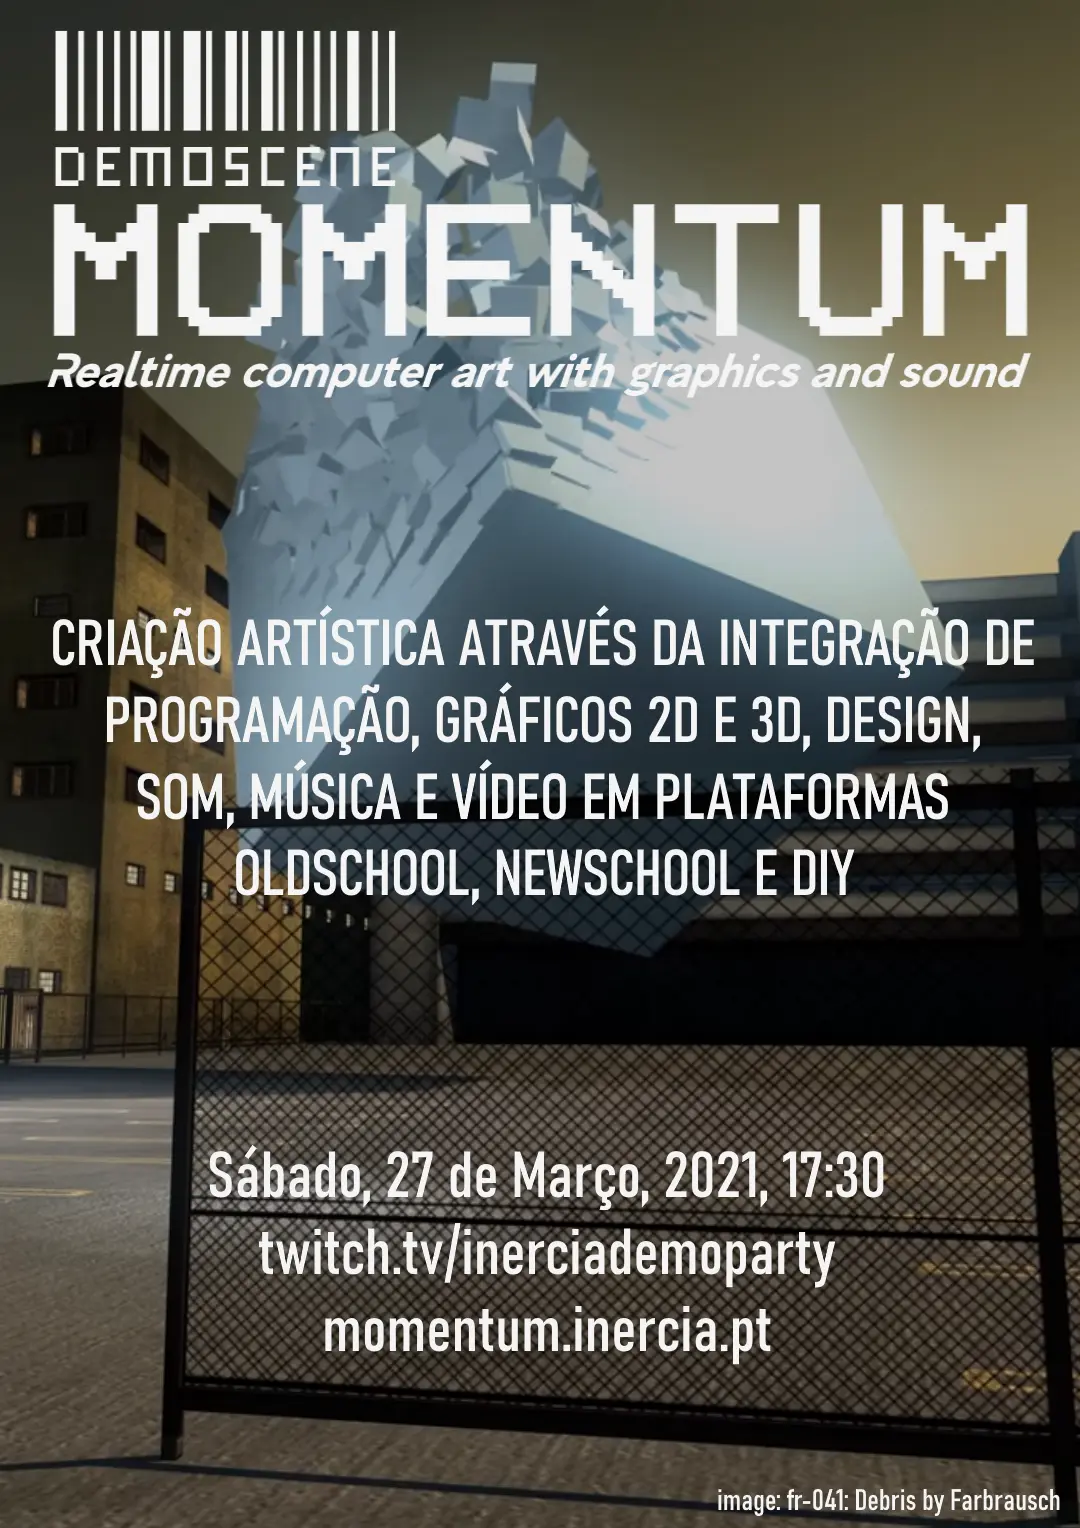 DEMOSCENE
MOMENTUM
Realtime computer art with graphics and sound
CRIAÇÃO ARTÍSTICA ATRAVÉS DA INTEGRAÇÃO DE
PROGRAMAÇÃO, GRÁFICOS 2D E 3D, DESIGN,
SOM, MÚSICA E VÍDEO EM PLATAFORMAS
OLDSCHOOL, NEWSCHOOL E DIY
Sábado, 27 de Março, 2021, 17:30
twitch.tv/inerciademoparty
momentum.inercia.pt
image: fr-041: Debris by Farbrausch